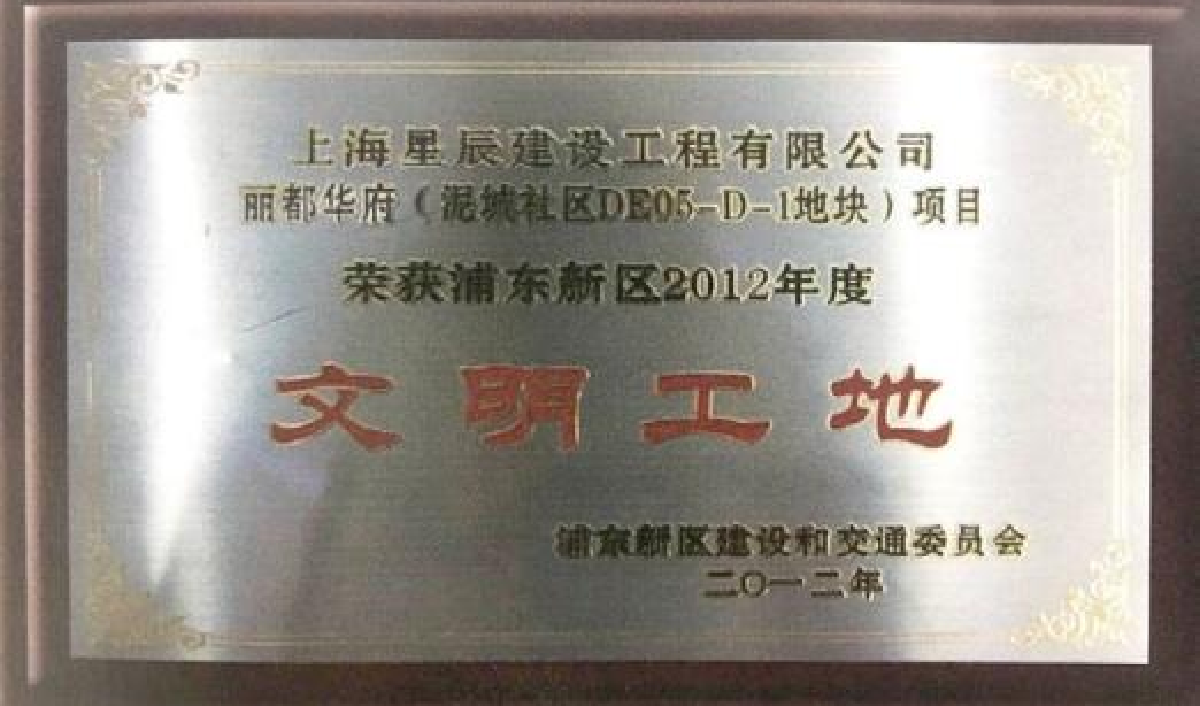 上海星辰建设工程有限公司
丽都华府（泥城社区DE05-D-1地块）项目
荣获浦东新区2012年度
文明工地
浦东新区建设和交通委员会
二〇一二年